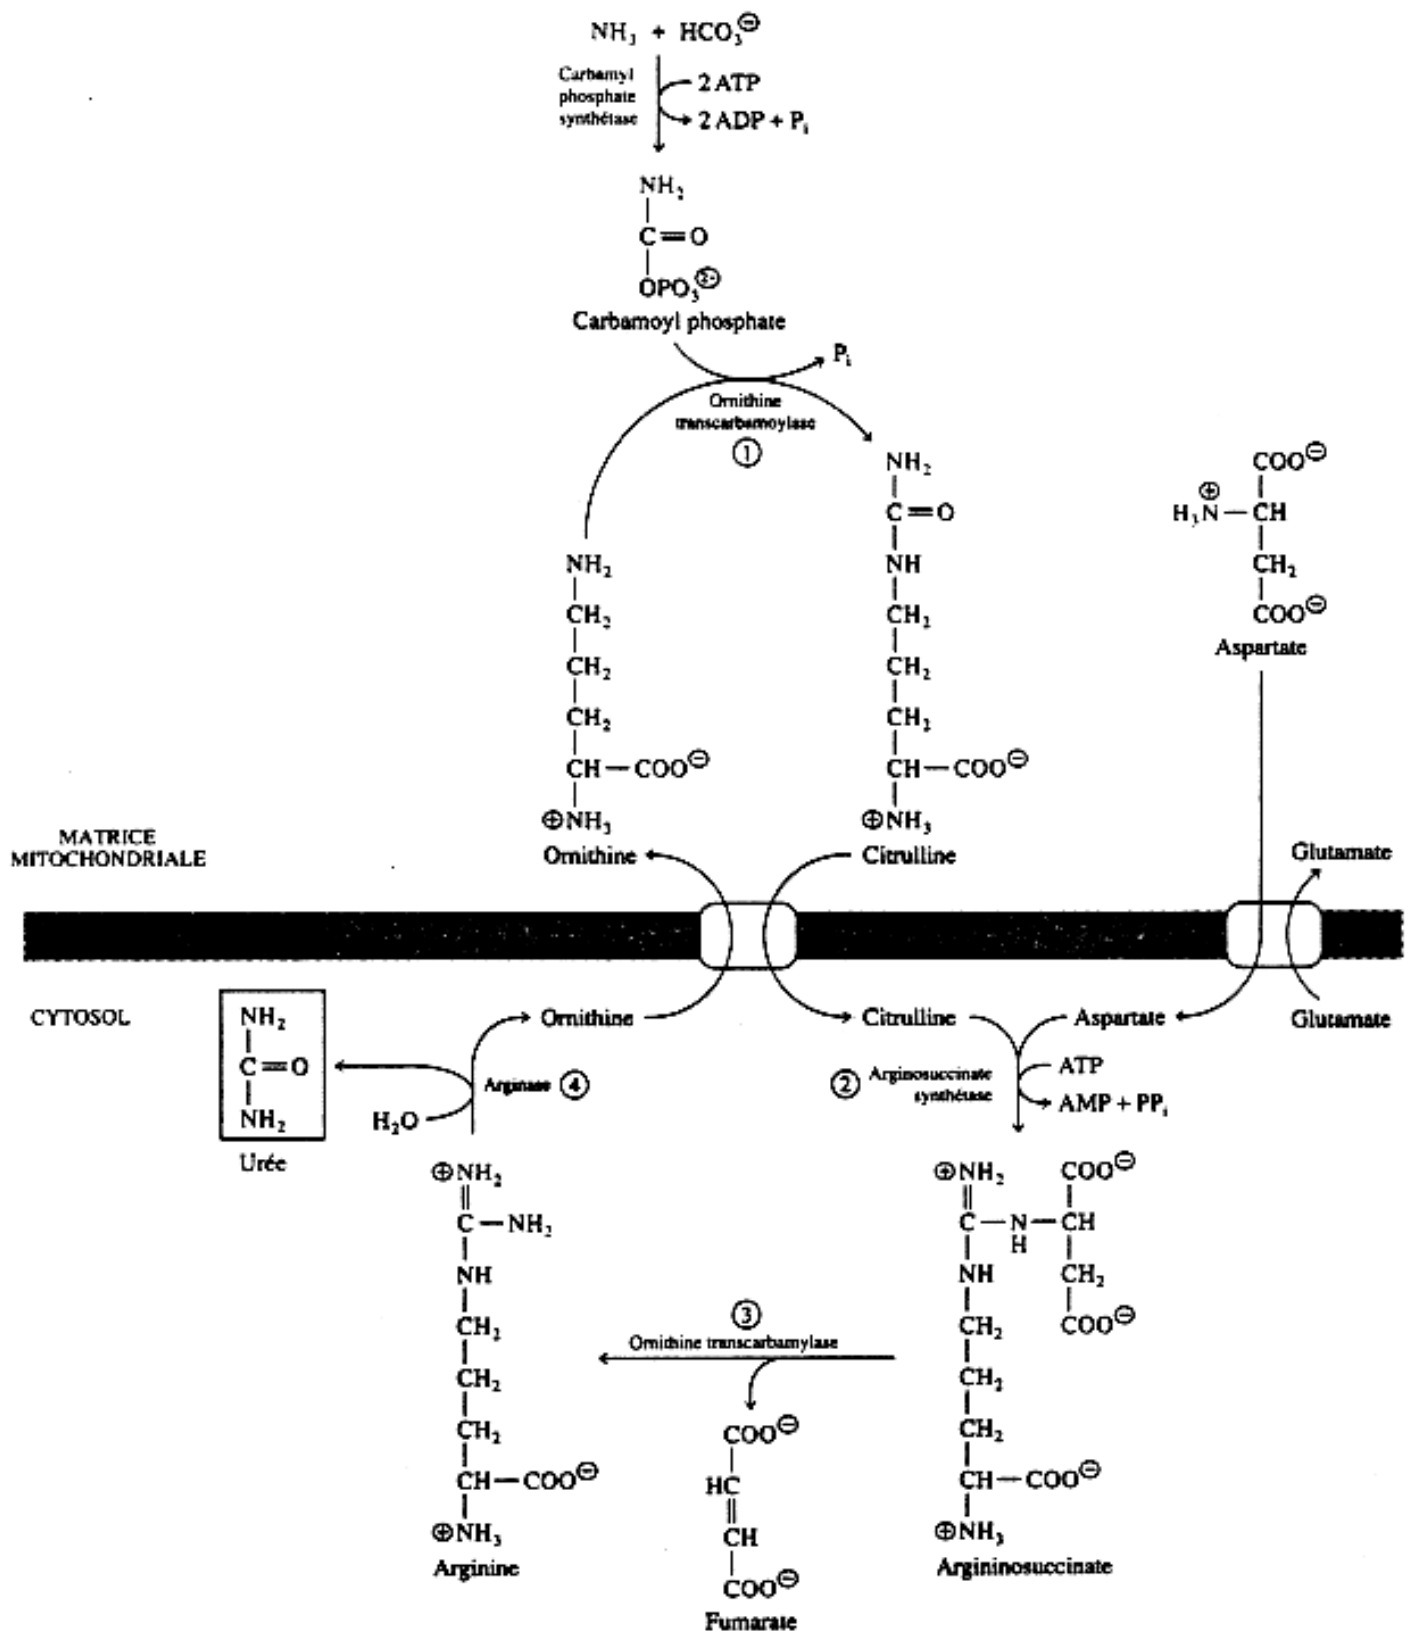 NH₃ + HCO₃⊖
Carbamyl
phosphate
synthétase
2 ATP
2 ADP + Pᵢ
NH₂
C=O
OPO₃²⁻
Carbamoyl phosphate
Pᵢ
Ornithine
transcarbamoylase
①
NH₂
C=O
NH
CH₂
CH₂
CH₂
CH—COO⊖
⊕NH₃
Citrulline
NH₂
CH₂
CH₂
CH₂
CH—COO⊖
⊕NH₃
Ornithine
COO⊖
⊕
H₃N—CH
CH₂
COO⊖
Aspartate
MATRICE
MITOCHONDRIALE
Glutamate
CYTOSOL
NH₂
C=O
NH₂
Urée
Ornithine
Citrulline
Aspartate
Glutamate
Arginase ④
H₂O
② Arginosuccinate
synthétase
ATP
AMP + PPᵢ
⊕NH₂
C—NH₂
NH
CH₂
CH₂
CH₂
CH—COO⊖
⊕NH₃
Arginine
③
Ornithine transcarbamylase
COO⊖
HC
CH
COO⊖
Fumarate
⊕NH₂ COO⊖
C—N—CH
H
NH CH₂
CH₂ COO⊖
CH₂
CH₂
CH—COO⊖
⊕NH₃
Argininosuccinate